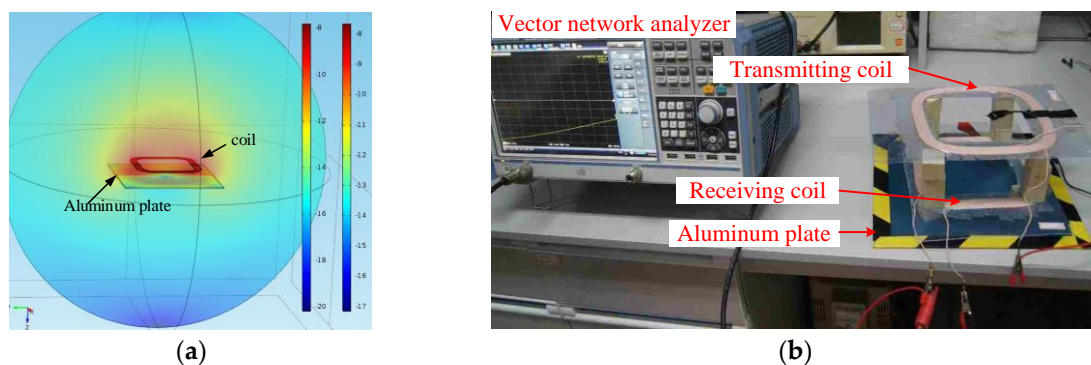 -8
-8
-9
-10
-10
-11
-12
-12
-13
-14
-14
-15
-16
-16
-18
-17
-20
coil
Aluminum plate
Z
(a)
Vector network analyzer
Transmitting coil
Receiving coil
Aluminum plate
(b)